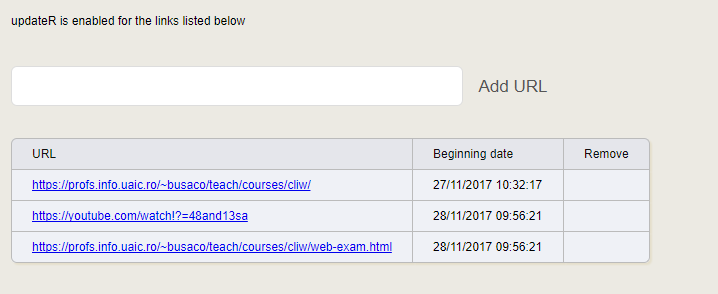 updateR is enabled for the links listed below
Add URL
URL Beginning date Remove
https://profs.info.uaic.ro/~busaco/teach/courses/cliw/ 27/11/2017 10:32:17
https://youtube.com/watch!?=48and13sa 28/11/2017 09:56:21
https://profs.info.uaic.ro/~busaco/teach/courses/cliw/web-exam.html 28/11/2017 09:56:21